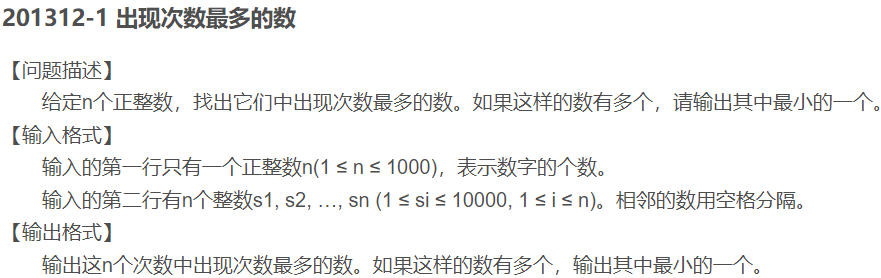 201312-1 出现次数最多的数
【问题描述】
给定n个正整数，找出它们中出现次数最多的数。如果这样的数有多个，请输出其中最小的一个。
【输入格式】
输入的第一行只有一个正整数n(1 ≤ n ≤ 1000)，表示数字的个数。
输入的第二行有n个整数s1, s2, …, sn (1 ≤ si ≤ 10000, 1 ≤ i ≤ n)。相邻的数用空格分隔。
【输出格式】
输出这n个次数中出现次数最多的数。如果这样的数有多个，输出其中最小的一个。